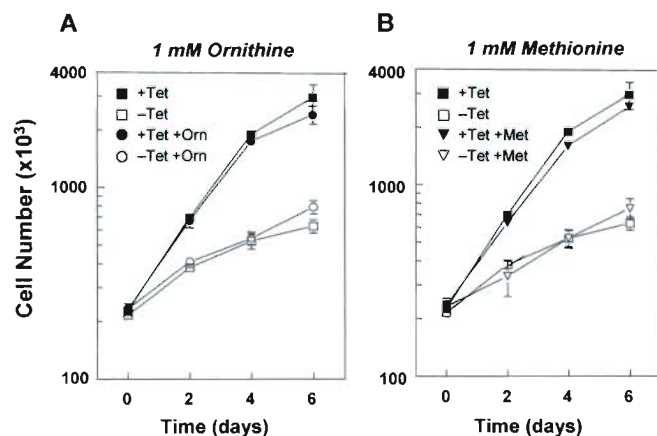 A
1 mM Ornithine
4000
1000
100
Cell Number (x10³)
+Tet
–Tet
+Tet +Orn
–Tet +Orn
0 2 4 6
Time (days)
B
1 mM Methionine
4000
1000
100
+Tet
–Tet
+Tet +Met
–Tet +Met
0 2 4 6
Time (days)